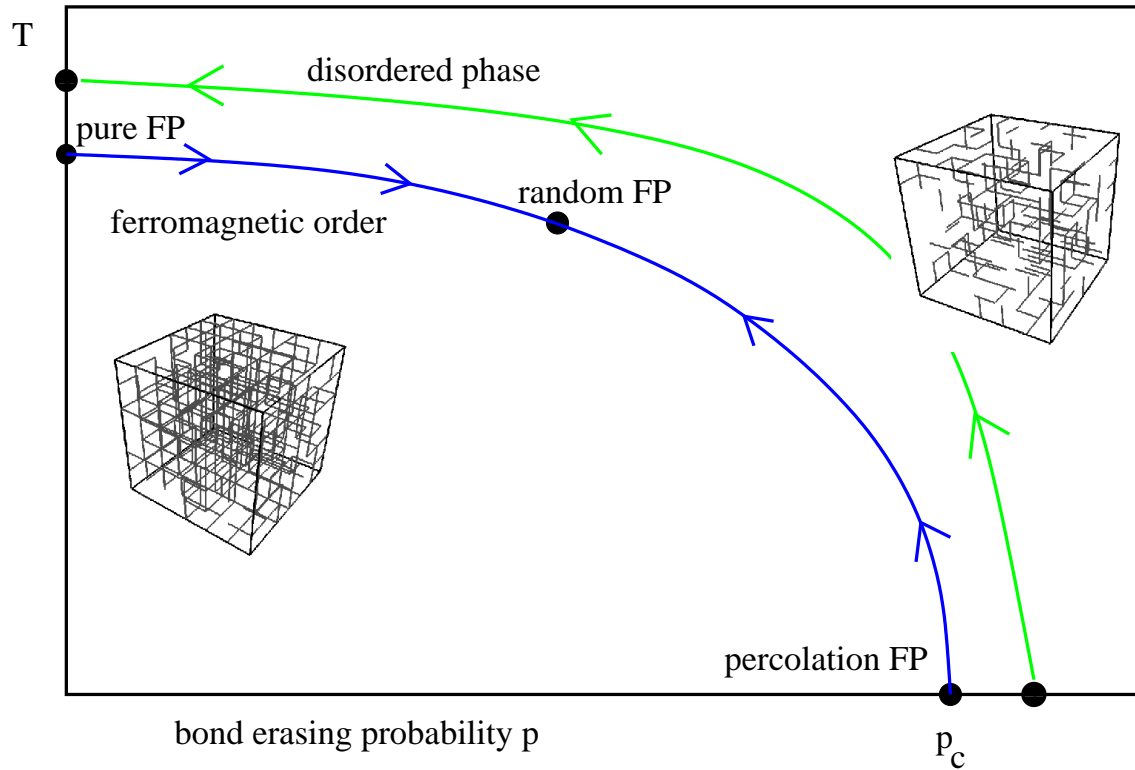 T
disordered phase
pure FP
random FP
ferromagnetic order
percolation FP
bond erasing probability p
p_c